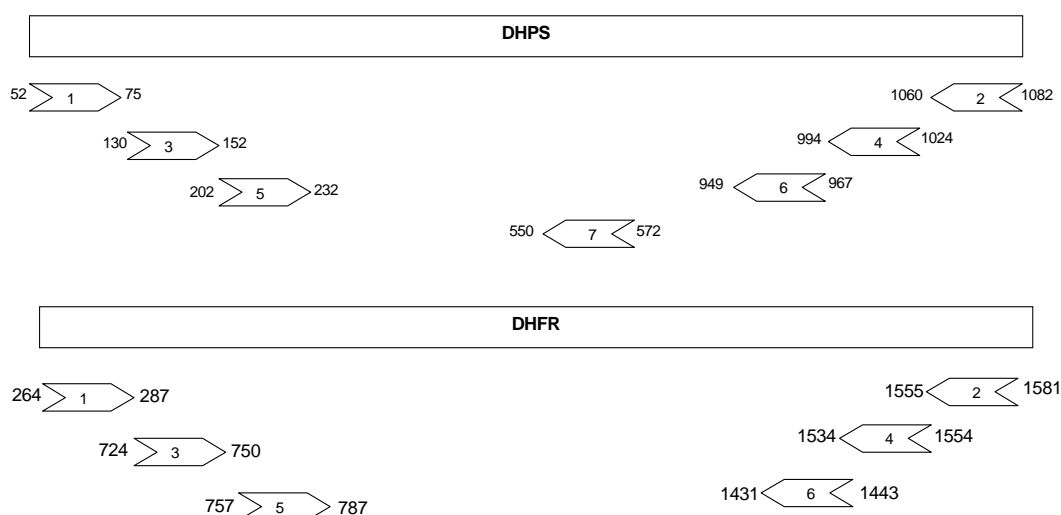 DHPS
52 1 75 1060 2 1082
130 3 152 994 4 1024
202 5 232 949 6 967
550 7 572
DHFR
264 1 287 1555 2 1581
724 3 750 1534 4 1554
757 5 787 1431 6 1443